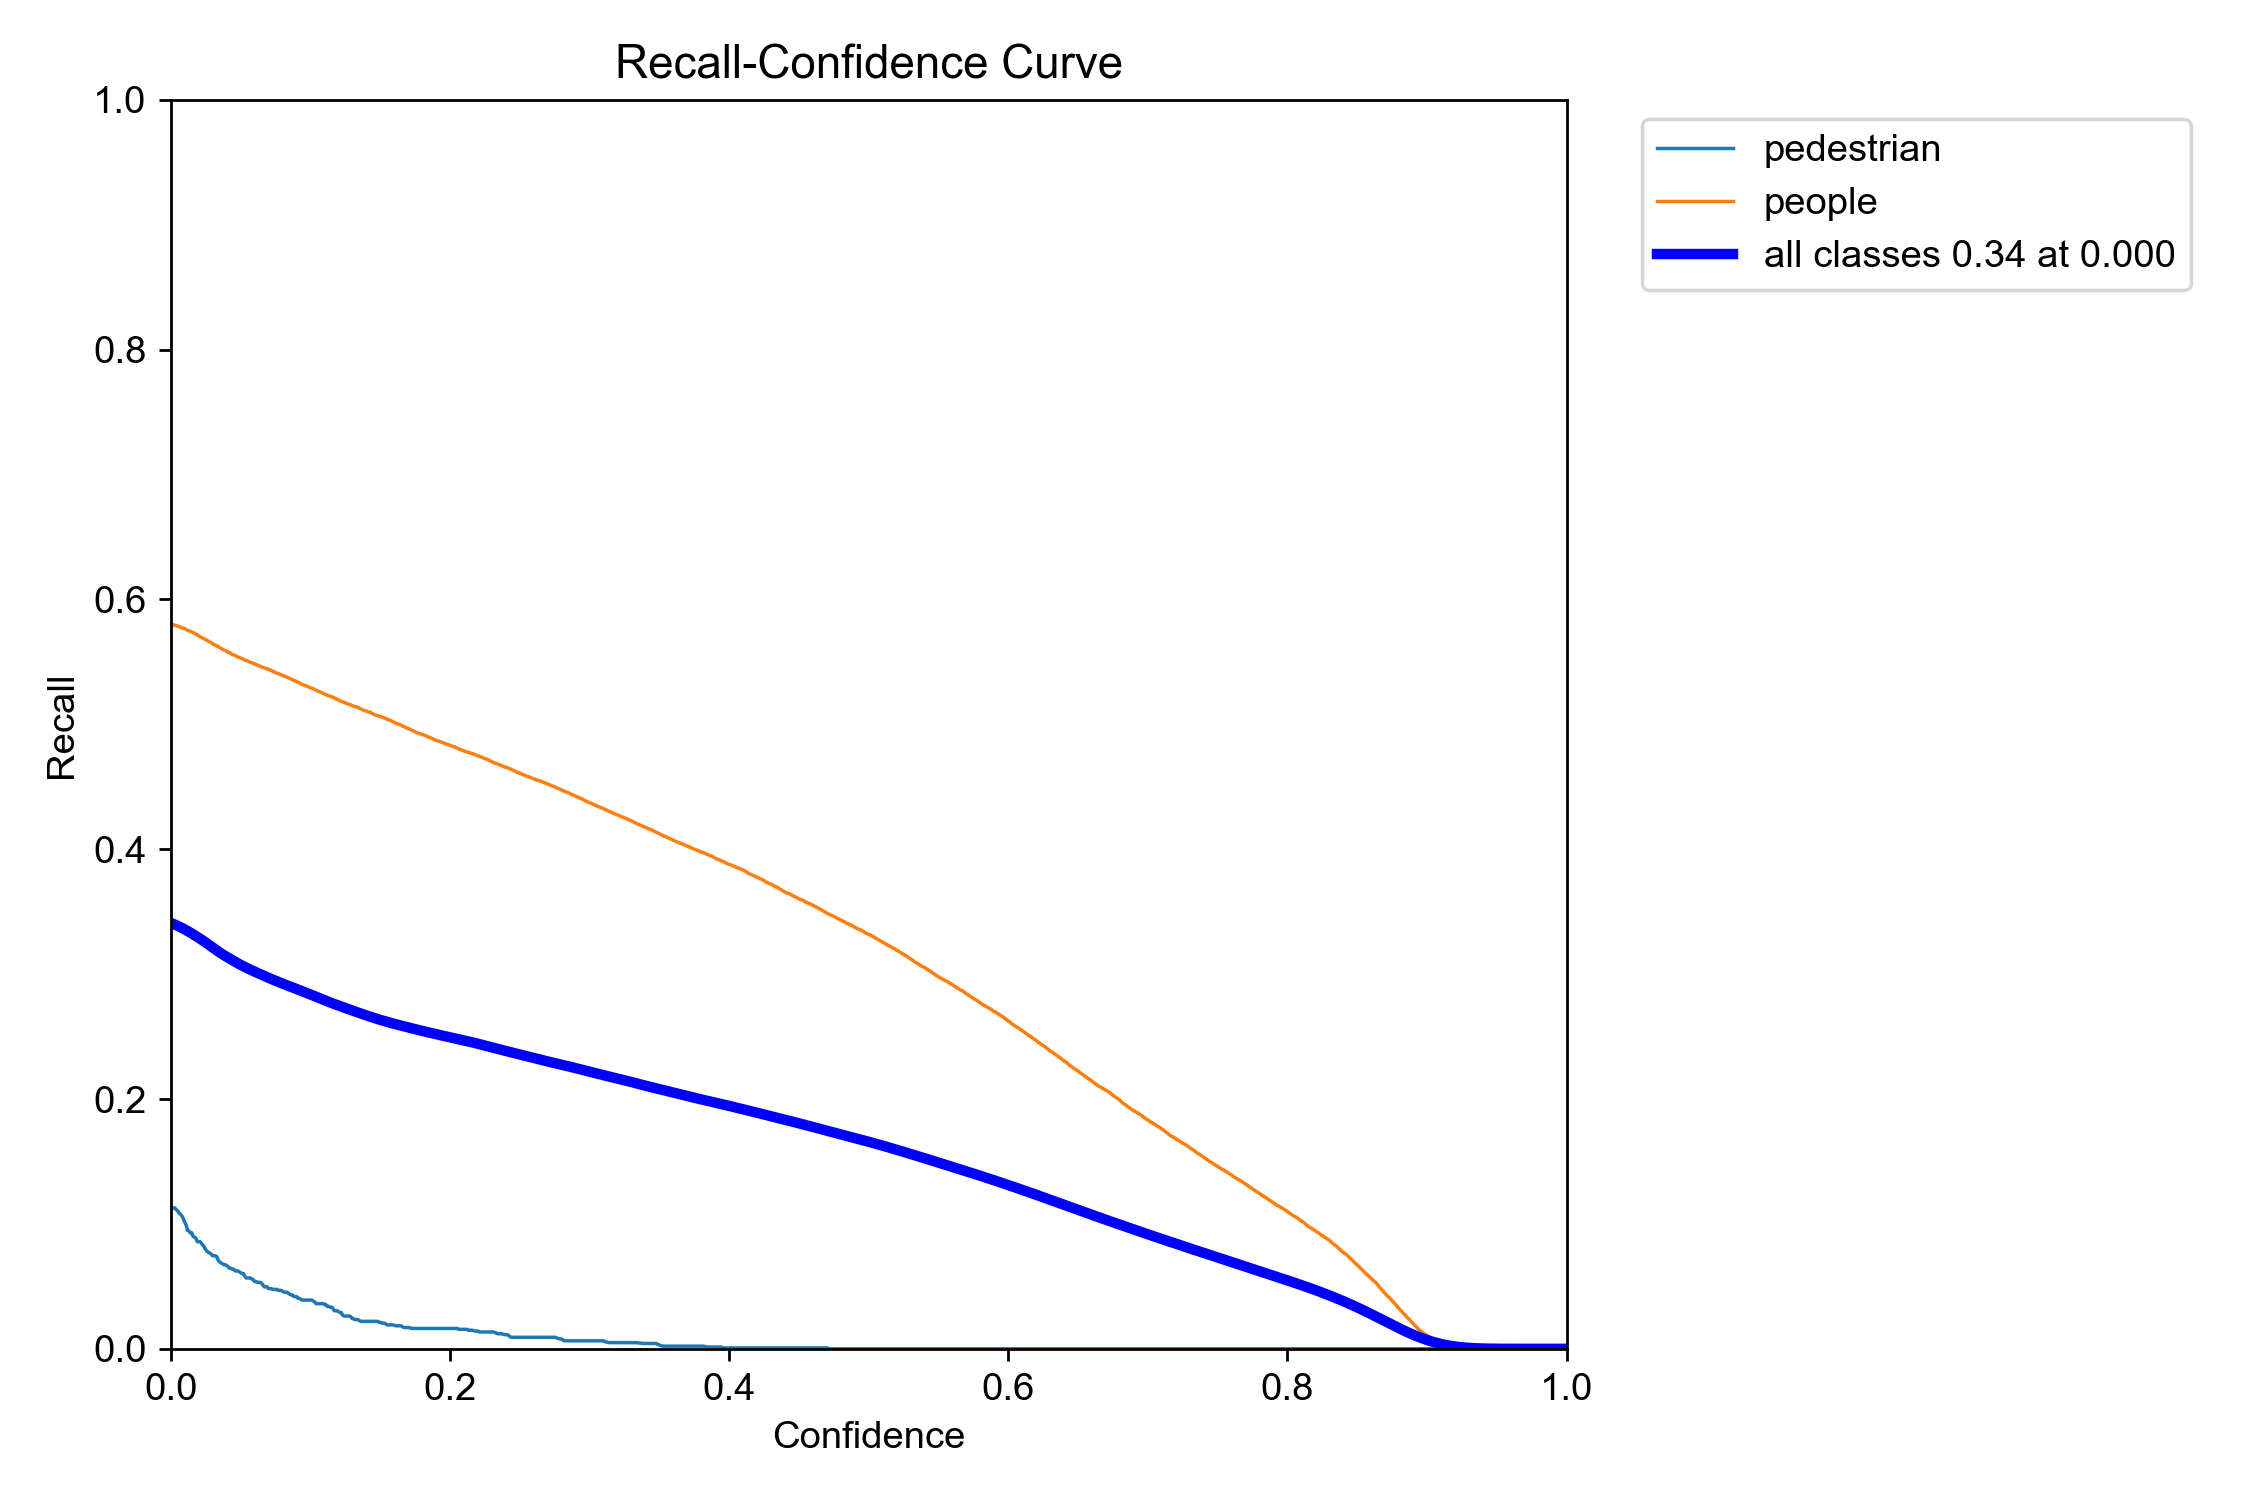 Recall-Confidence Curve
1.0
0.8
0.6
0.4
0.2
0.0
Recall
0.0 0.2 0.4 0.6 0.8 1.0
Confidence
pedestrian
people
all classes 0.34 at 0.000